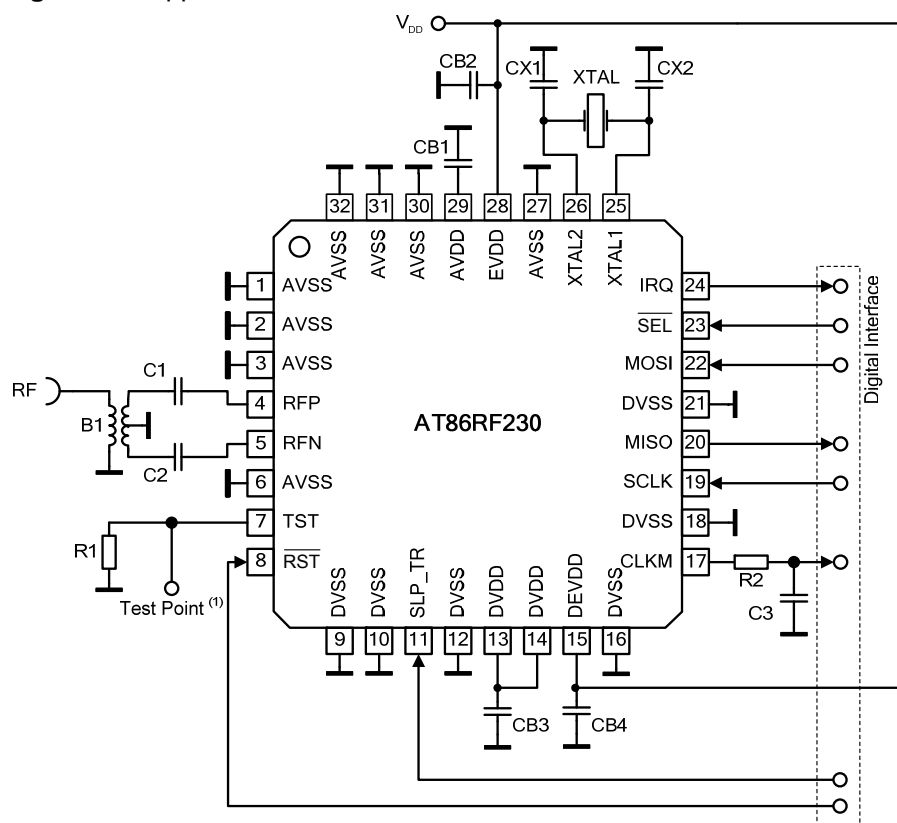 V_DD
CB2
CX1
XTAL
CX2
CB1
32 31 30 29 28 27 26 25
AVSS AVSS AVSS AVDD EVDD AVSS XTAL2 XTAL1
1 AVSS
2 AVSS
3 AVSS
4 RFP
5 RFN
6 AVSS
7 TST
8 RST
IRQ 24
SEL 23
MOSI 22
DVSS 21
MISO 20
SCLK 19
DVSS 18
CLKM 17
AT86RF230
RF
B1
C1
C2
R1
Test Point (1)
R2
C3
Digital Interface
DVSS DVSS SLP_TR DVSS DVDD DVDD DEVDD DVSS
9 10 11 12 13 14 15 16
CB3
CB4